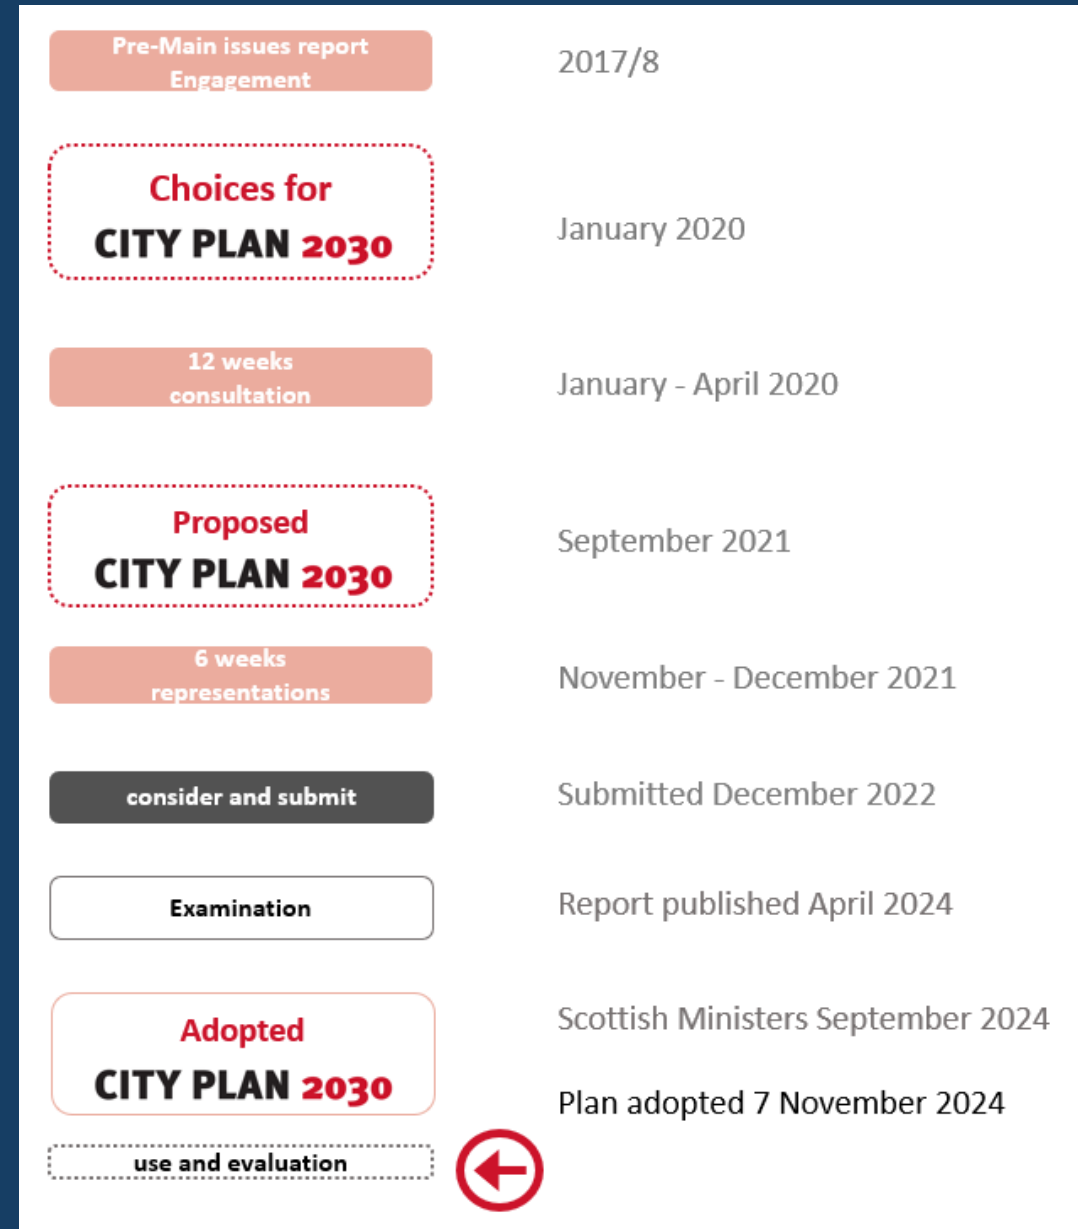 Pre-Main issues report
Engagement
2017/8
Choices for
CITY PLAN 2030
January 2020
12 weeks
consultation
January - April 2020
Proposed
CITY PLAN 2030
September 2021
6 weeks
representations
November - December 2021
consider and submit
Submitted December 2022
Examination
Report published April 2024
Adopted
CITY PLAN 2030
Scottish Ministers September 2024
Plan adopted 7 November 2024
use and evaluation